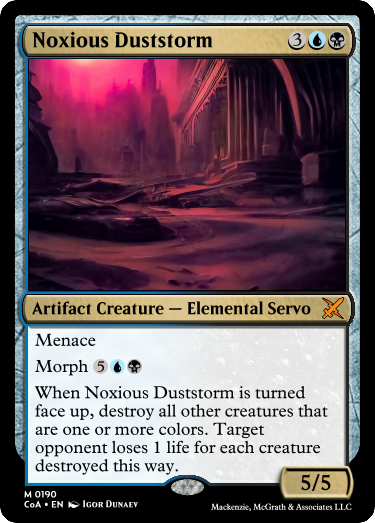 Noxious Duststorm 3
Artifact Creature — Elemental Servo
Menace
Morph 5
When Noxious Duststorm is turned
face up, destroy all other creatures that
are one or more colors. Target
opponent loses 1 life for each creature
destroyed this way.
5/5
M 0190
CoA • EN Igor Dunaev
Mackenzie, McGrath & Associates LLC